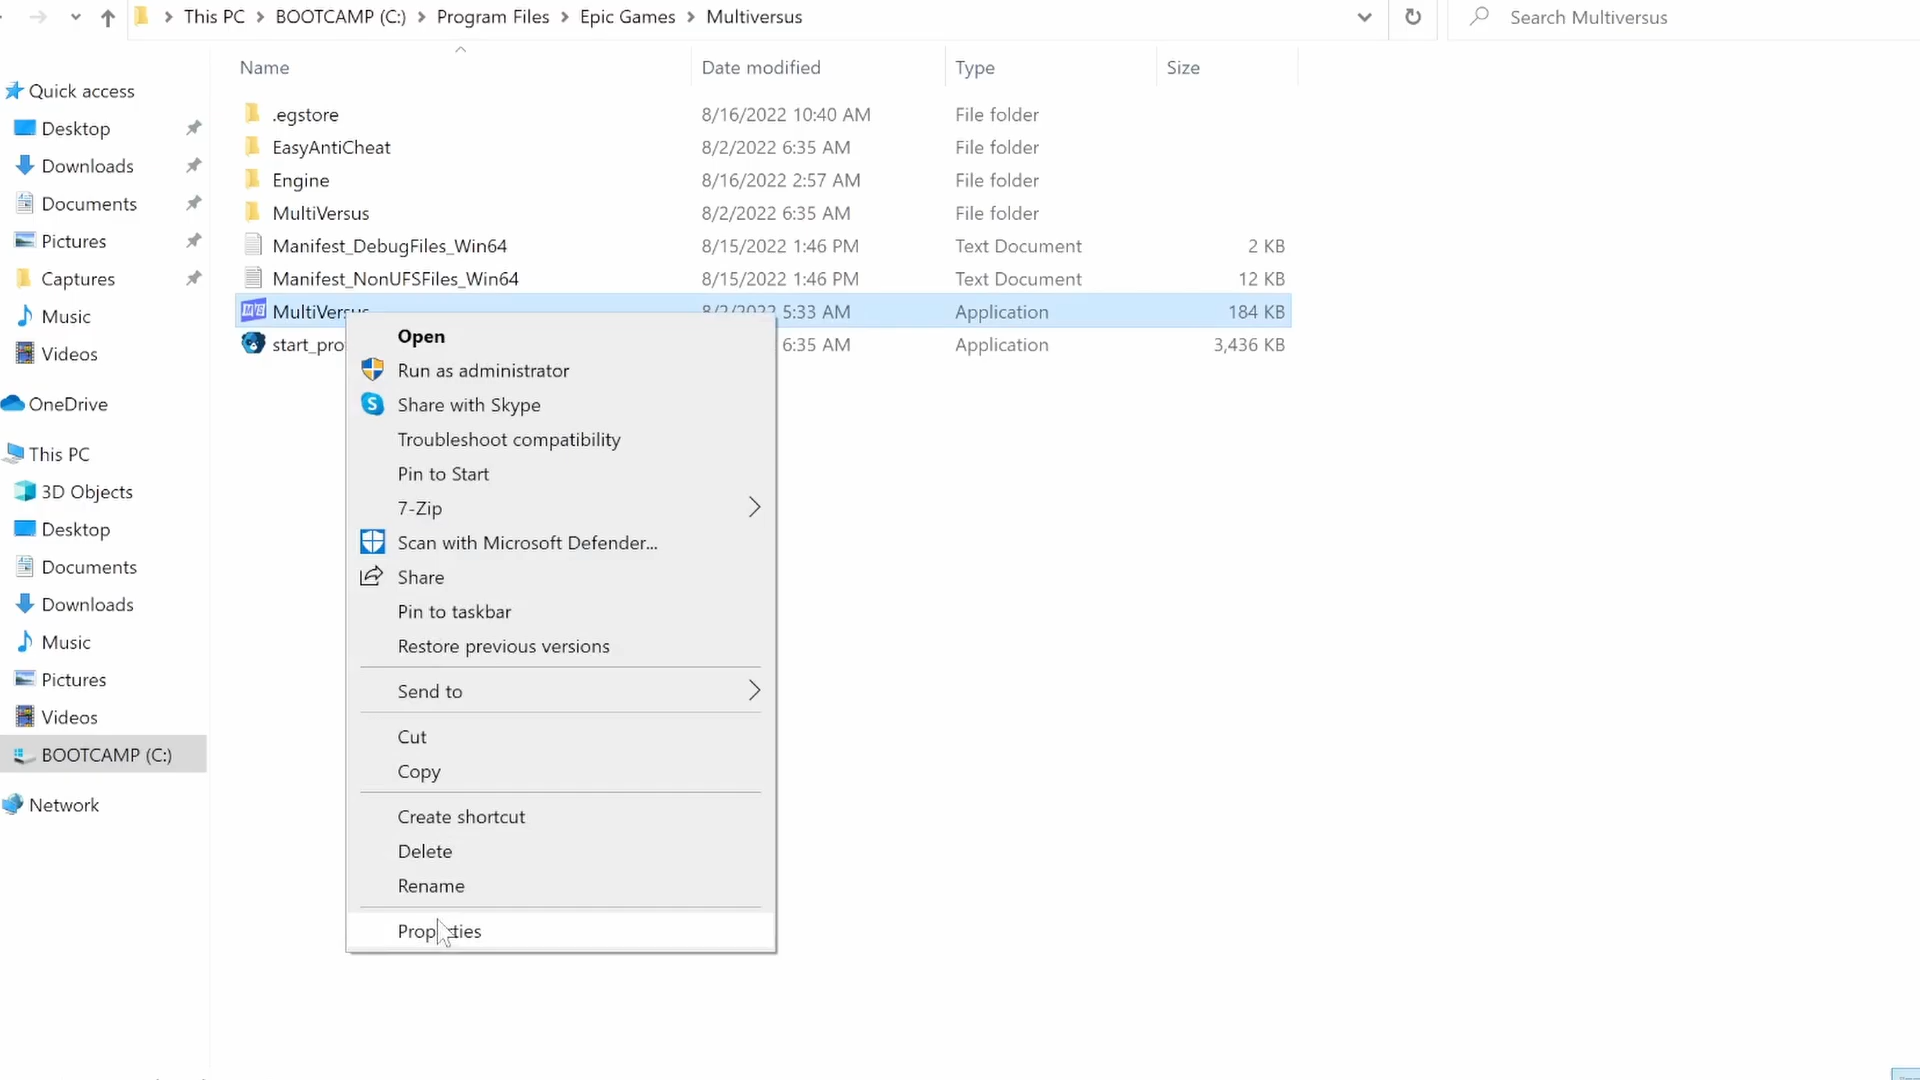 This PC > BOOTCAMP (C:) > Program Files > Epic Games > Multiversus
Search Multiversus
Name Date modified Type Size
Quick access
Desktop
Downloads
Documents
Pictures
Captures
Music
Videos
OneDrive
This PC
3D Objects
Desktop
Documents
Downloads
Music
Pictures
Videos
BOOTCAMP (C:)
Network
.egstore 8/16/2022 10:40 AM File folder
EasyAntiCheat 8/2/2022 6:35 AM File folder
Engine 8/16/2022 2:57 AM File folder
MultiVersus 8/2/2022 6:35 AM File folder
Manifest_DebugFiles_Win64 8/15/2022 1:46 PM Text Document 2 KB
Manifest_NonUFSFiles_Win64 8/15/2022 1:46 PM Text Document 12 KB
MultiVersus 8/2/2022 5:33 AM Application 184 KB
start_pro 6:35 AM Application 3,436 KB
Open
Run as administrator
Share with Skype
Troubleshoot compatibility
Pin to Start
7-Zip
Scan with Microsoft Defender...
Share
Pin to taskbar
Restore previous versions
Send to
Cut
Copy
Create shortcut
Delete
Rename
Properties